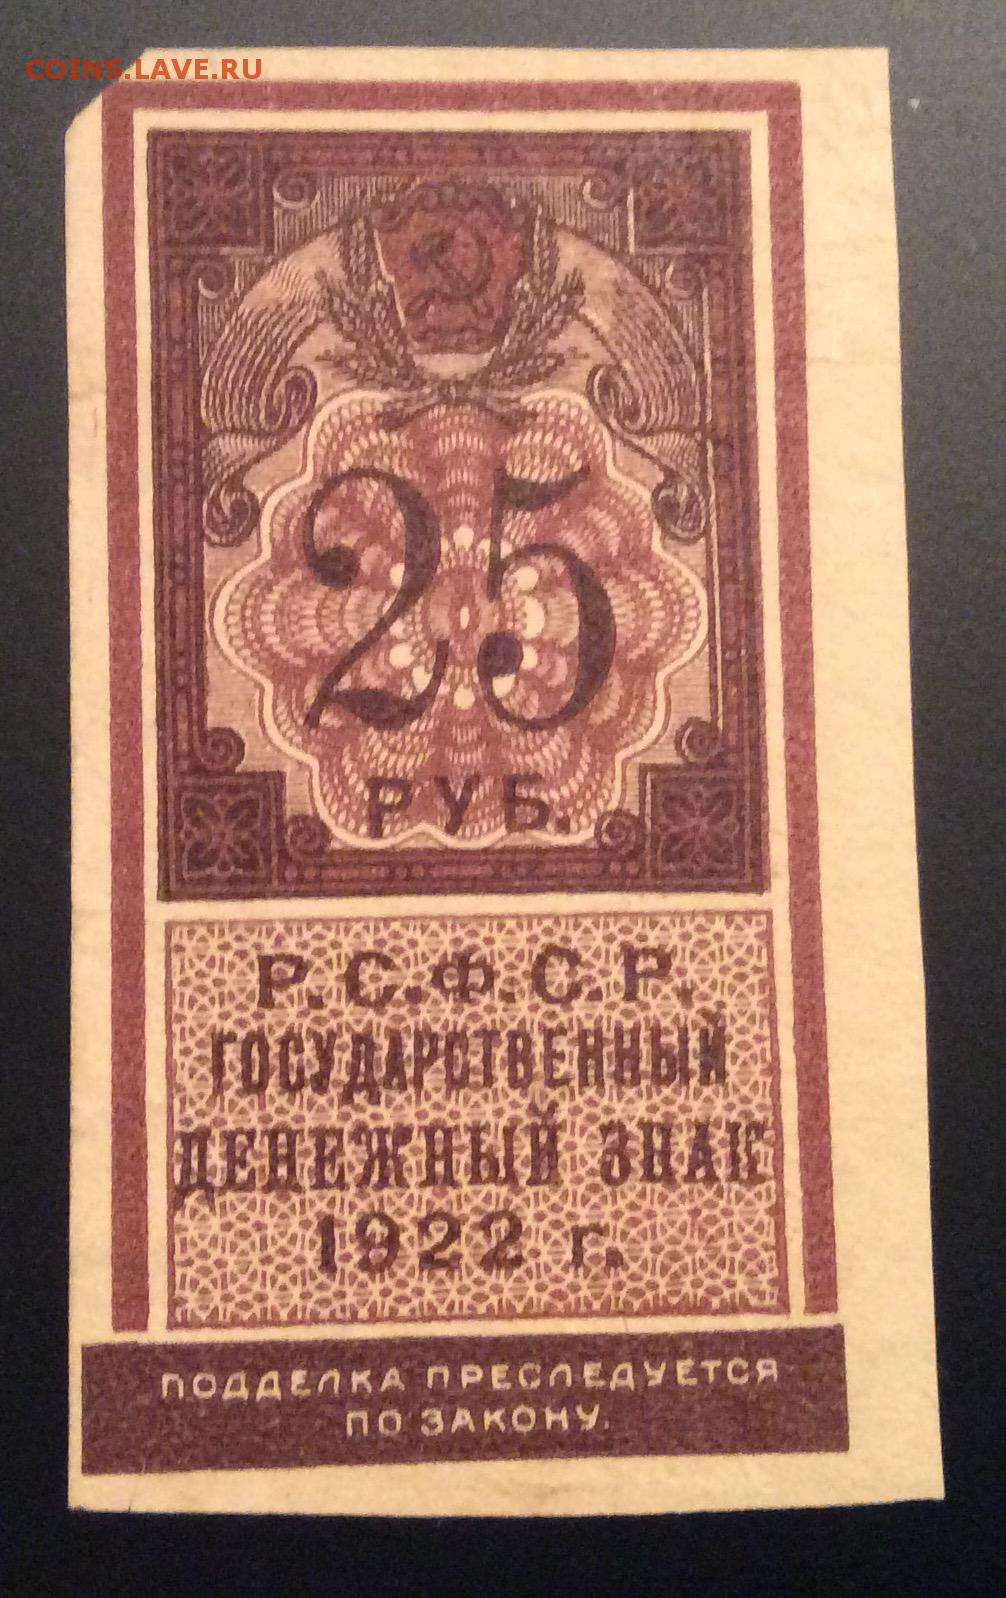 COINS.LAVE.RU
25
РУБ.
Р.С.Ф.С.Р.
ГОСУДАРСТВЕННЫЙ
ДЕНЕЖНЫЙ ЗНАК
1922 г.
ПОДДЕЛКА ПРЕСЛЕДУЕТСЯ
ПО ЗАКОНУ.